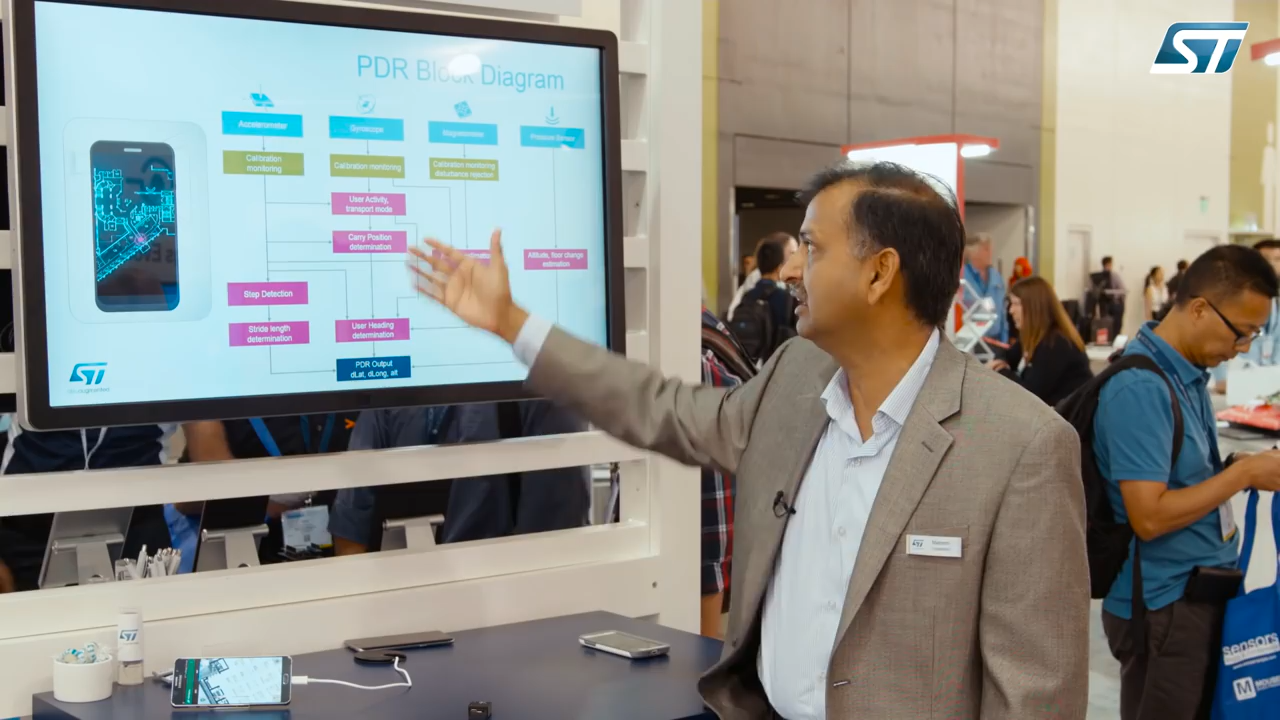 ST
PDR Block Diagram
Accelerometer
Gyroscope
Magnetometer
Pressure Sensor
Calibration
monitoring
Calibration monitoring
Calibration monitoring
disturbance rejection
User Activity,
transport mode
Carry Position
determination
Altitude, floor change
estimation
Step Detection
Stride length
determination
User Heading
determination
PDR Output
dLat, dLong, alt
ST
ST
ST
sensors